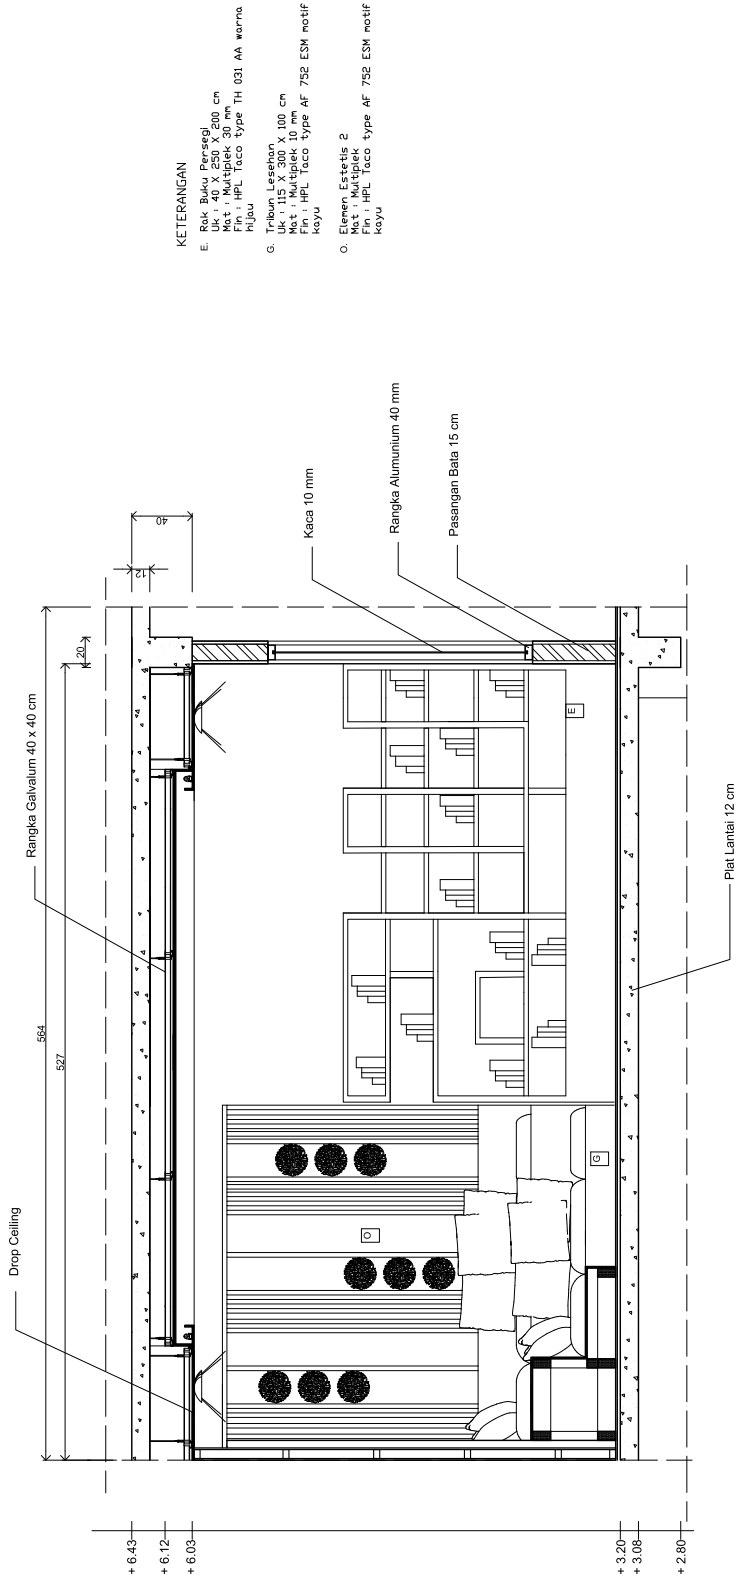 KETERANGAN
E. Rak Buku Persegi
Uk : 40 X 250 X 200 cm
Mat : Multiplek 30 mm
Fin : HPL Taco type TH 031 AA warna
hijau
G. Tribun Lesehan
Uk : 115 X 300 X 100 cm
Mat : Multiplek 10 mm
Fin : HPL Taco type AF 752 ESM motif
kayu
O. Elemen Estetis 2
Mat : Multiplek
Fin : HPL Taco type AF 752 ESM motif
kayu
Drop Ceiling
Rangka Galvalum 40 x 40 cm
Kaca 10 mm
Rangka Alumunium 40 mm
Pasangan Bata 15 cm
Plat Lantai 12 cm
564
527
20
12
40
O
G
E
+ 6.43
+ 6.12
+ 6.03
+ 3.20
+ 3.08
+ 2.80